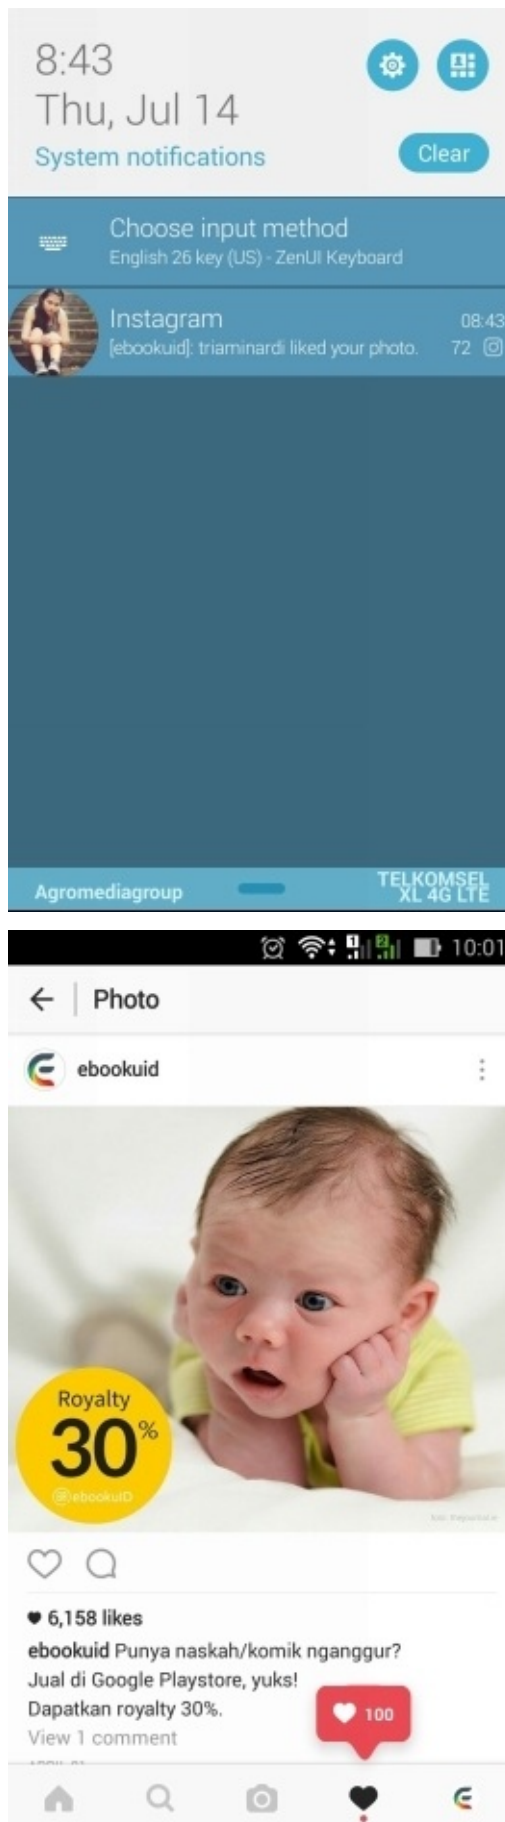 8:43
Thu, Jul 14
System notifications
Clear
Choose input method
English 26 key (US) - ZenUI Keyboard
Instagram
08:43
[ebookuid]: triaminardi liked your photo.
72
Agromediagroup
TELKOMSEL
XL 4G LTE
1
2
10:01
Photo
ebookuid
Royalty
30%
ebookuID
6,158 likes
ebookuid Punya naskah/komik nganggur?
Jual di Google Playstore, yuks!
Dapatkan royalty 30%.
View 1 comment
100